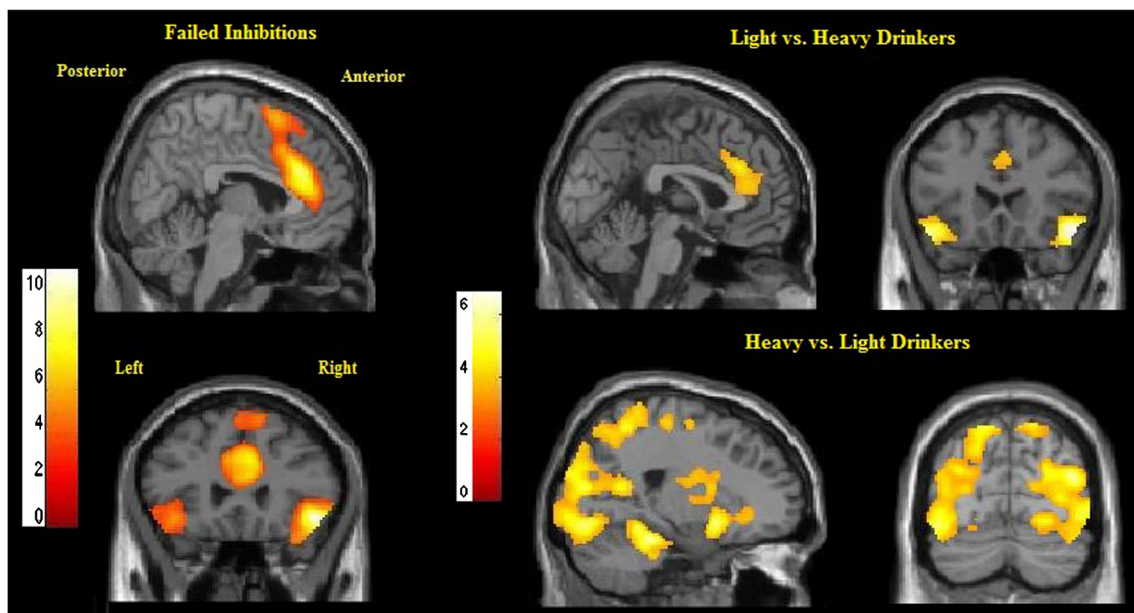 Failed Inhibitions
Posterior
Anterior
10
8
6
4
2
0
Left
Right
Light vs. Heavy Drinkers
6
4
2
0
Heavy vs. Light Drinkers